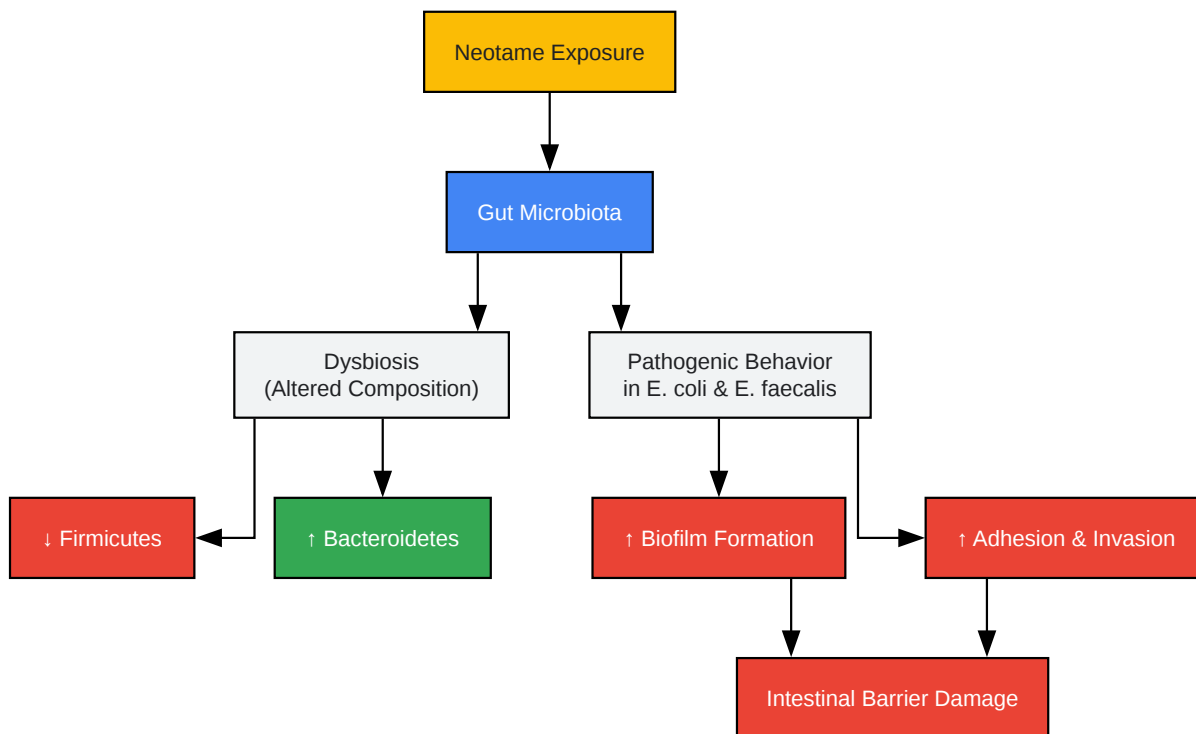 Neotame Exposure
Gut Microbiota
Dysbiosis
(Altered Composition)
Pathogenic Behavior
in E. coli & E. faecalis
↓ Firmicutes
↑ Bacteroidetes
↑ Biofilm Formation
↑ Adhesion & Invasion
Intestinal Barrier Damage